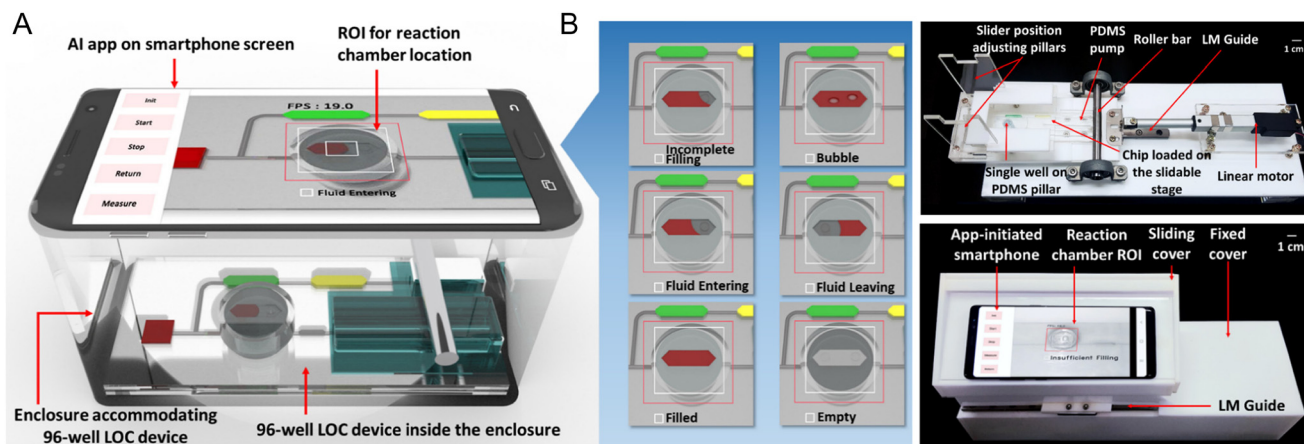 A
AI app on smartphone screen
ROI for reaction
chamber location
Init
Start
Stop
Return
Measure
FPS : 19.0
Fluid Entering
Enclosure accommodating
96-well LOC device
96-well LOC device inside the enclosure
B
Incomplete
Filling
Bubble
Fluid Entering
Fluid Leaving
Filled
Empty
Slider position
adjusting pillars
PDMS
pump
Roller bar
LM Guide
1 cm
Single well on
PDMS pillar
Chip loaded on
the slidable
stage
Linear motor
App-initiated
smartphone
Reaction
chamber ROI
Sliding
cover
Fixed
cover
1 cm
Insufficient Filling
LM Guide